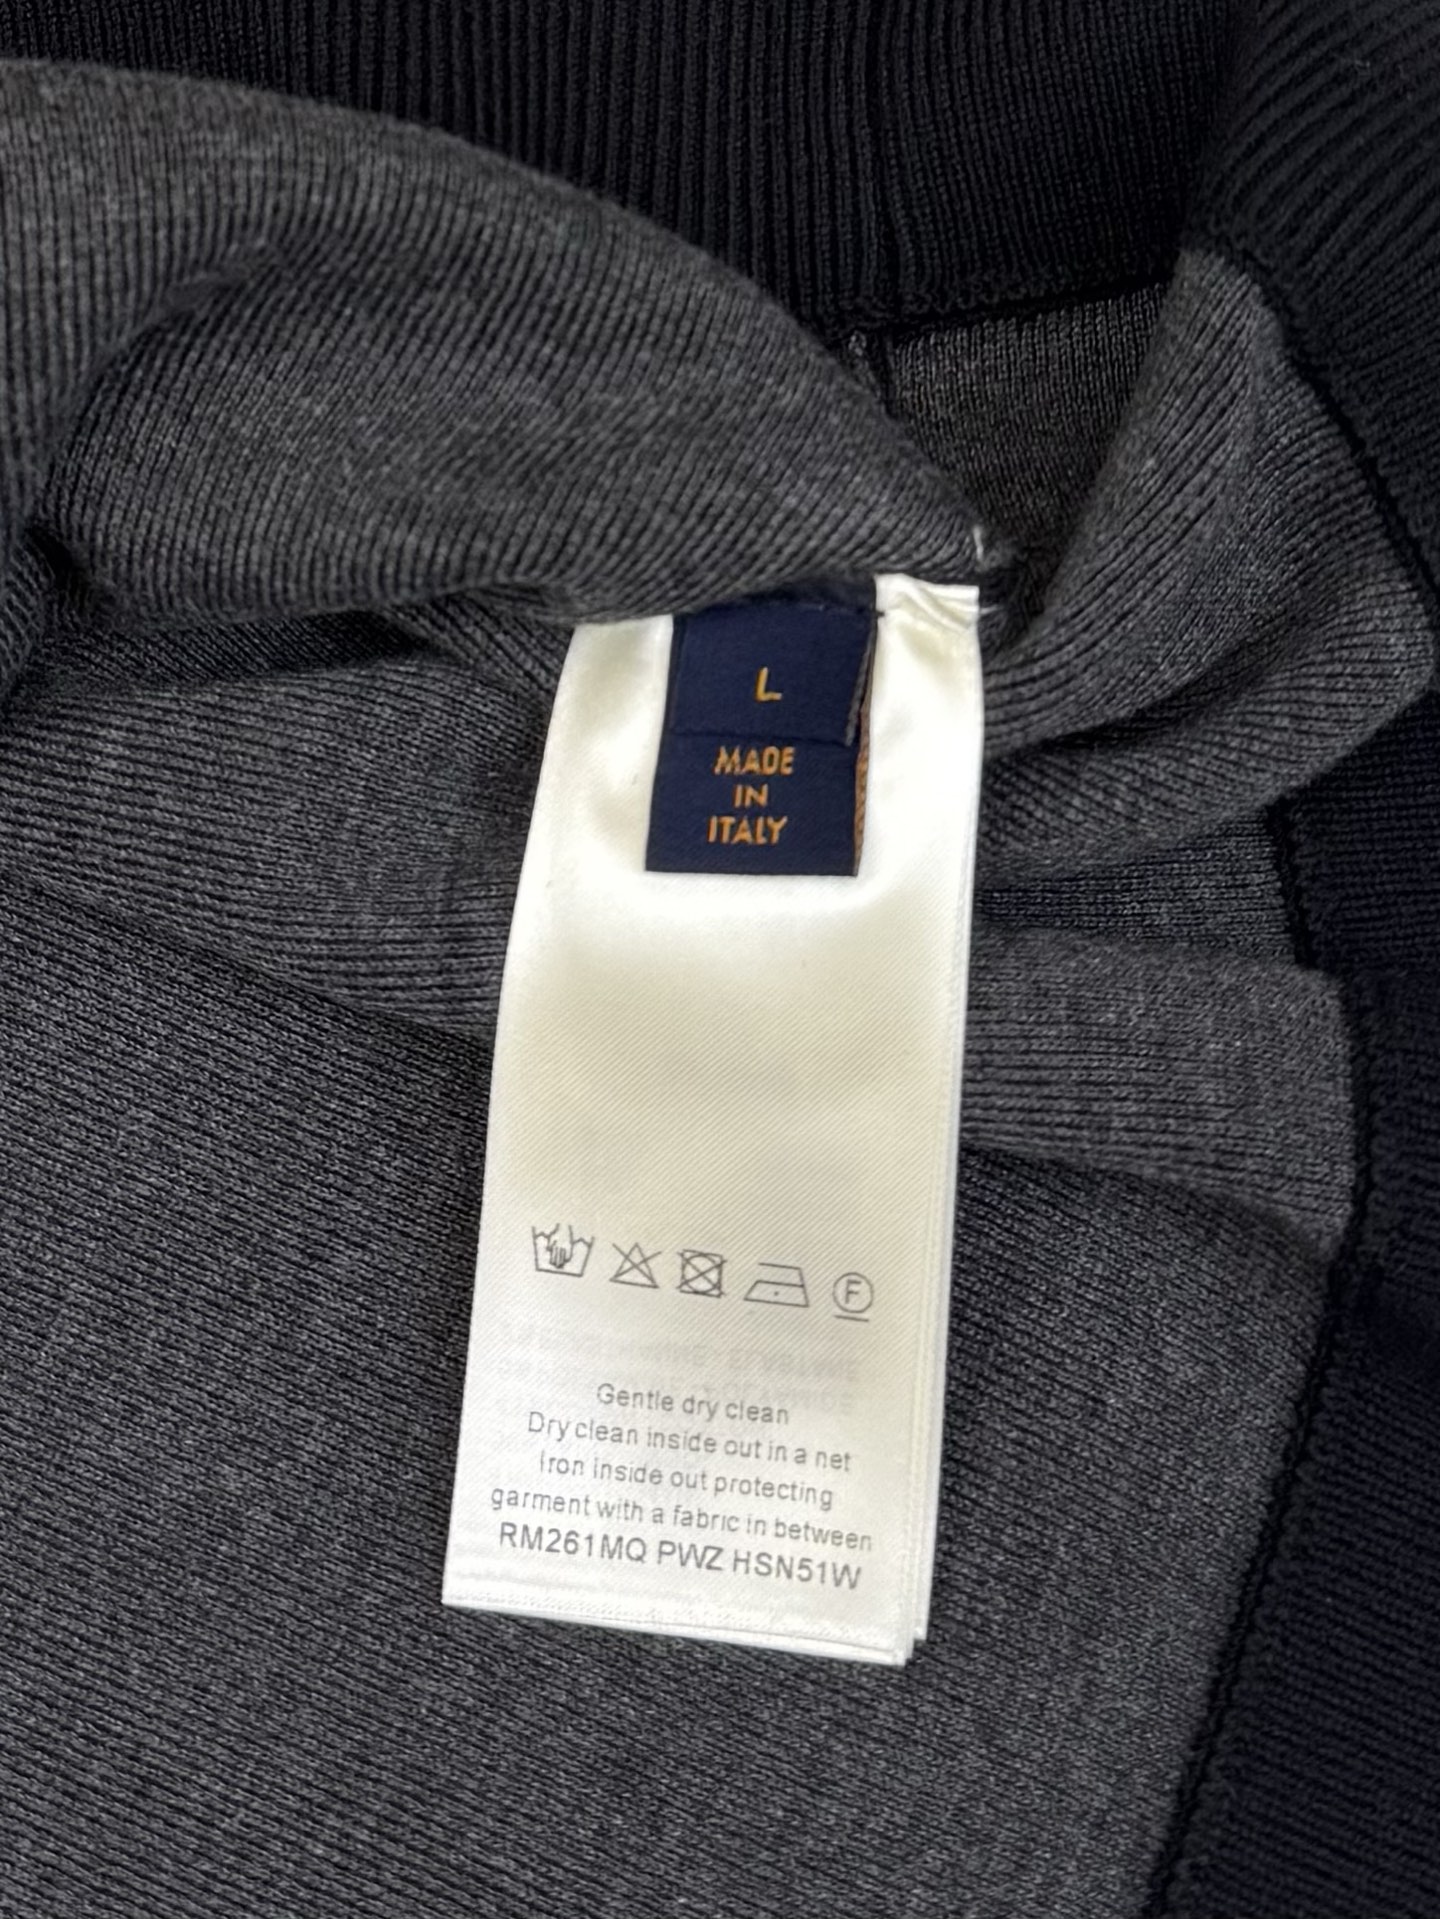 L
MADE
IN
ITALY
F
Gentle dry clean
Dry clean inside out in a net
Iron inside out protecting
garment with a fabric in between
RM261MQ PWZ HSN51W